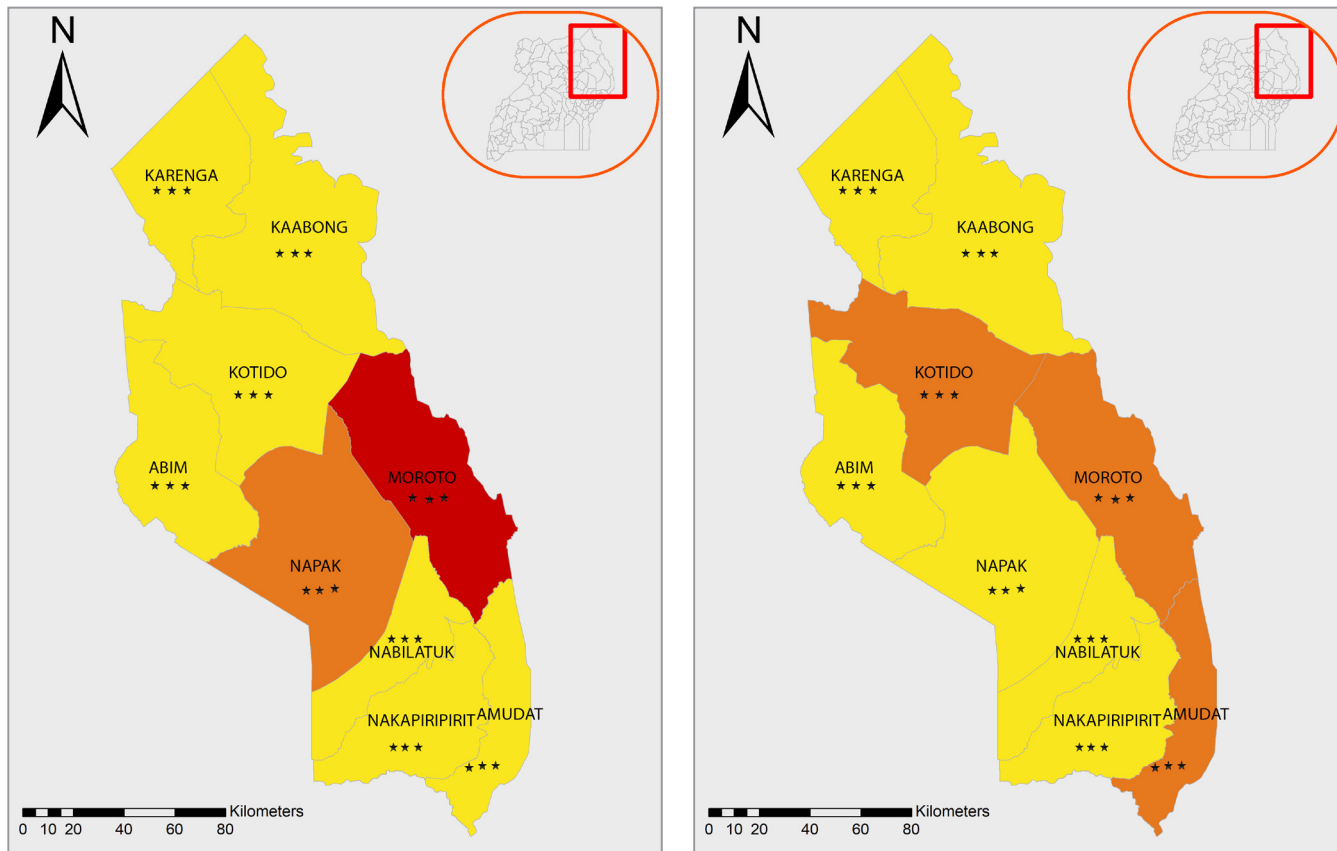 N
KARENGA
KAABONG
KOTIDO
ABIM
MOROTO
NAPAK
NABILATUK
NAKAPIRIPIRIT
AMUDAT
Kilometers
0 10 20 40 60 80
N
KARENGA
KAABONG
KOTIDO
ABIM
MOROTO
NAPAK
NABILATUK
NAKAPIRIPIRIT
AMUDAT
Kilometers
0 10 20 40 60 80